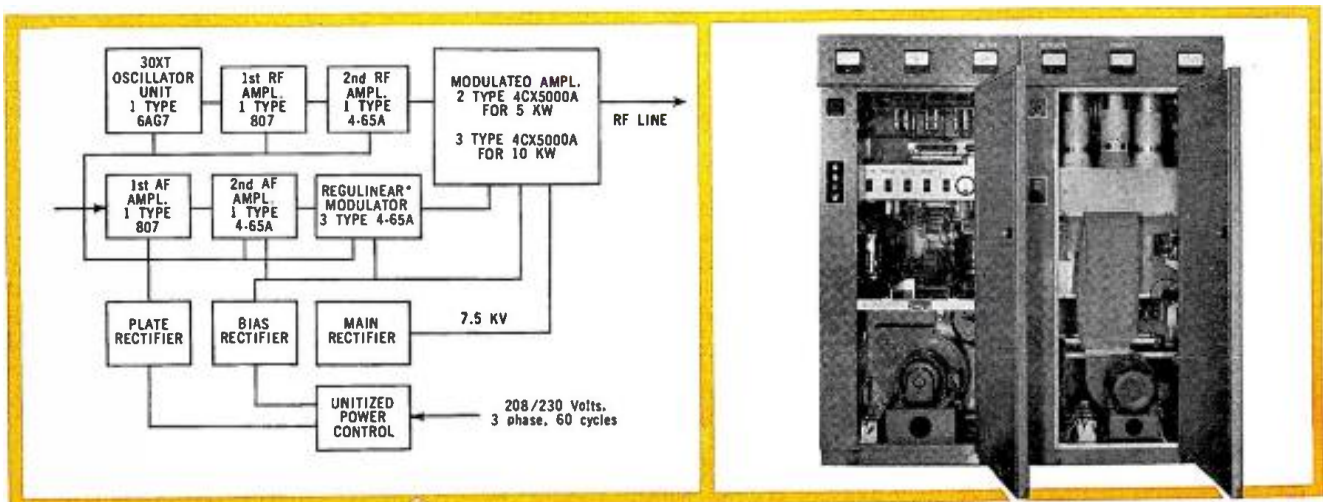 30XT
OSCILLATOR
UNIT
1 TYPE
6AG7
1st RF
AMPL.
1 TYPE
807
2nd RF
AMPL.
1 TYPE
4-65A
MODULATED AMPL.
2 TYPE 4CX5000A
FOR 5 KW
3 TYPE 4CX5000A
FOR 10 KW
RF LINE
1st AF
AMPL.
1 TYPE
807
2nd AF
AMPL.
1 TYPE
4-65A
REGULINEAR*
MODULATOR
3 TYPE 4-65A
PLATE
RECTIFIER
BIAS
RECTIFIER
MAIN
RECTIFIER
7.5 KV
UNITIZED
POWER
CONTROL
208/230 Volts,
3 phase, 60 cycles